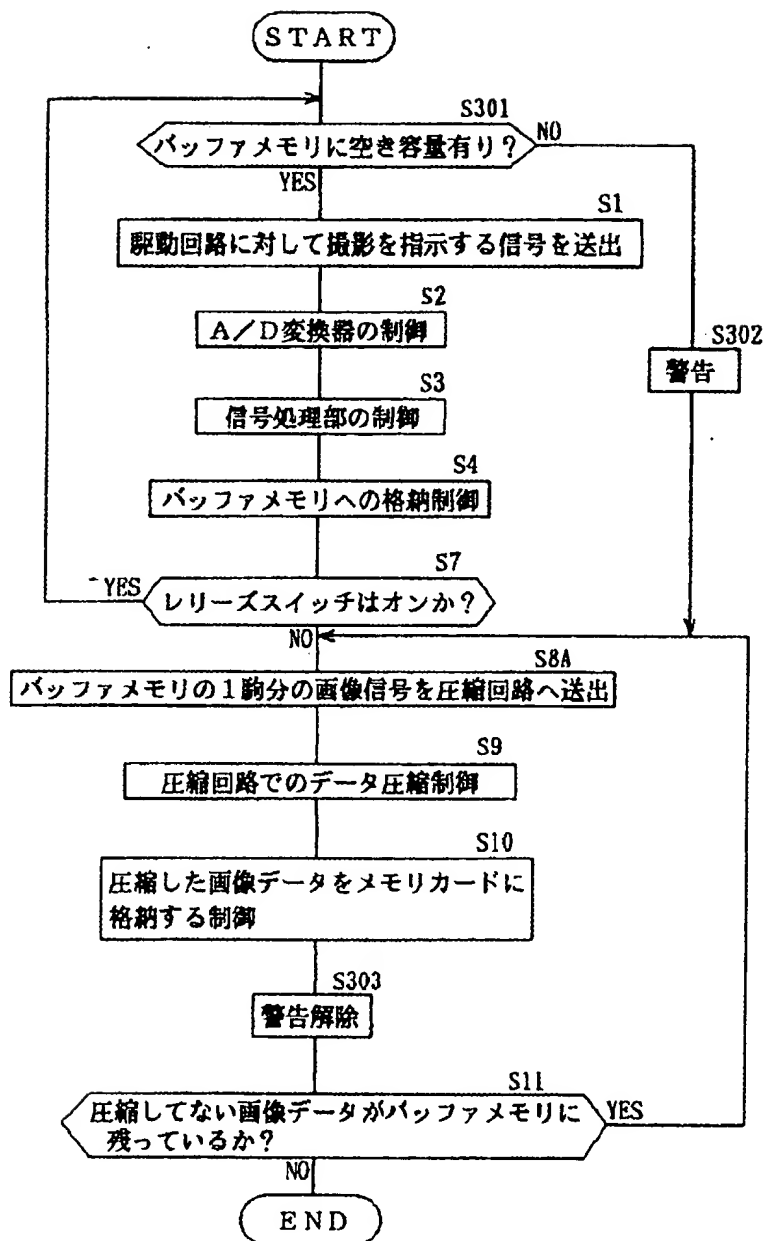 START
S301
バッファメモリに空き容量有り?
NO
YES
S1
駆動回路に対して撮影を指示する信号を送出
S2
A/D変換器の制御
S302
警告
S3
信号処理部の制御
S4
バッファメモリへの格納制御
S7
YES
レリーズスイッチはオンか?
NO
S8A
バッファメモリの1駒分の画像信号を圧縮回路へ送出
S9
圧縮回路でのデータ圧縮制御
S10
圧縮した画像データをメモリカードに
格納する制御
S303
警告解除
S11
圧縮してない画像データがバッファメモリに
残っているか?
YES
NO
END